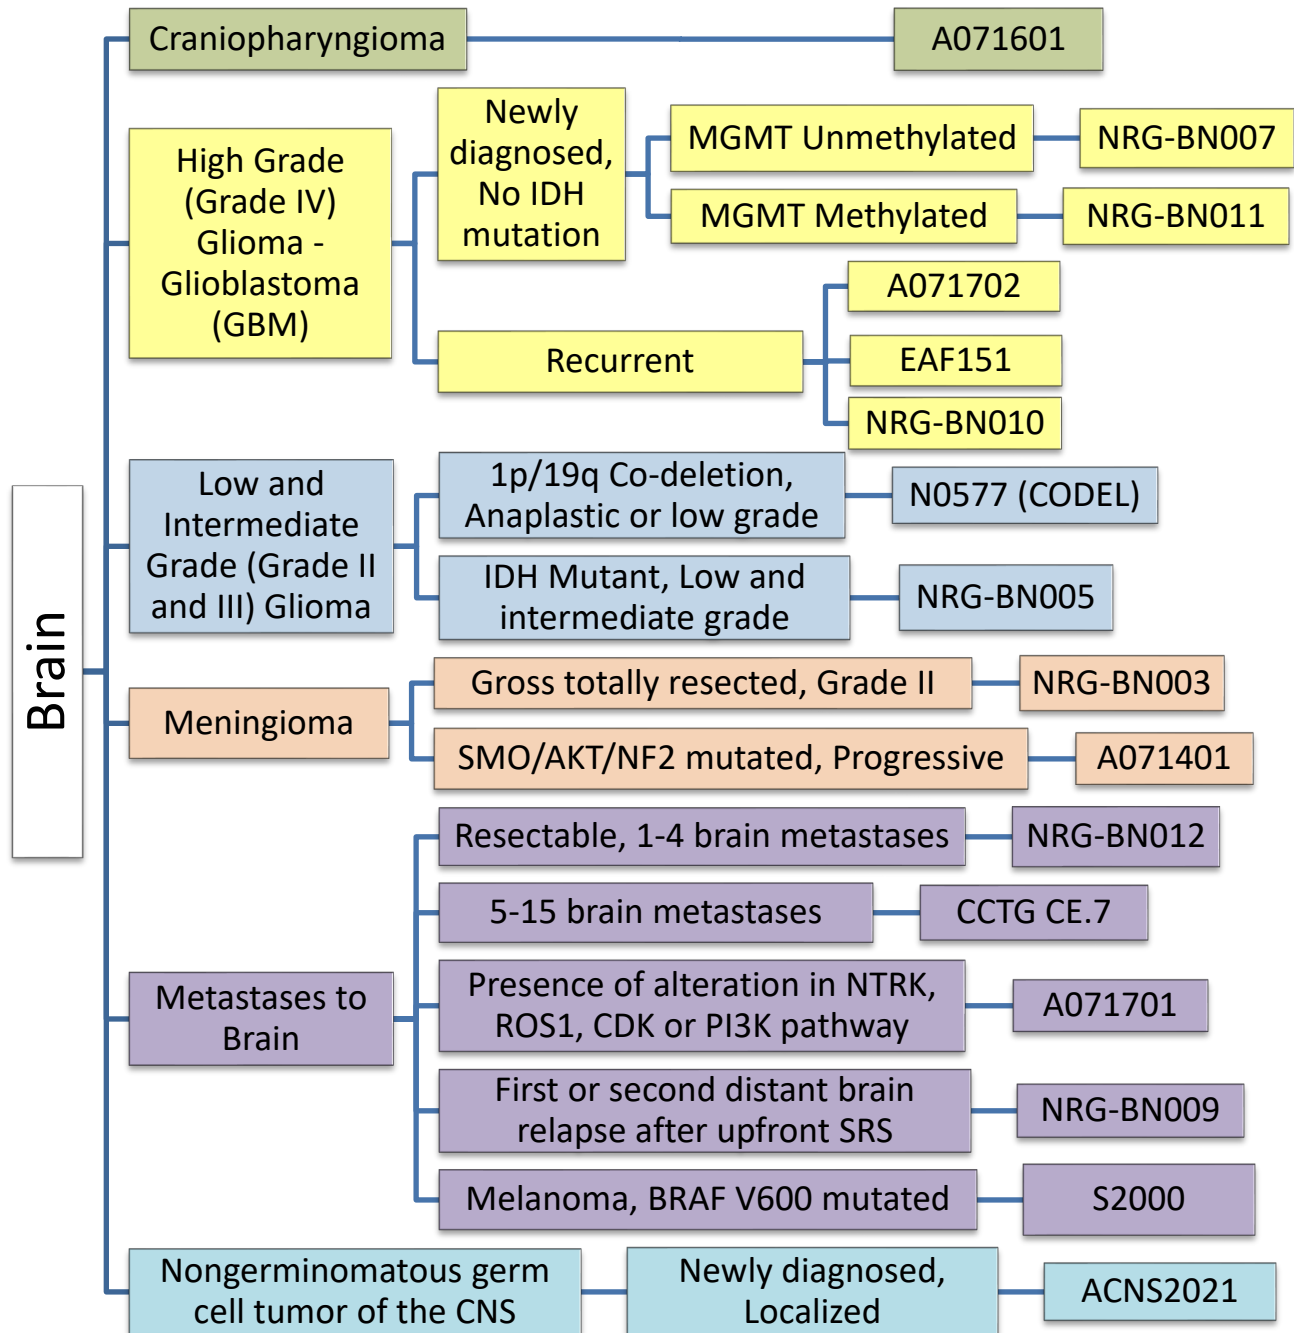 Brain
Craniopharyngioma
A071601
High Grade
(Grade IV)
Glioma -
Glioblastoma
(GBM)
Newly
diagnosed,
No IDH
mutation
MGMT Unmethylated
NRG-BN007
MGMT Methylated
NRG-BN011
Recurrent
A071702
EAF151
NRG-BN010
Low and
Intermediate
Grade (Grade II
and III) Glioma
1p/19q Co-deletion,
Anaplastic or low grade
N0577 (CODEL)
IDH Mutant, Low and
intermediate grade
NRG-BN005
Meningioma
Gross totally resected, Grade II
NRG-BN003
SMO/AKT/NF2 mutated, Progressive
A071401
Metastases to
Brain
Resectable, 1-4 brain metastases
NRG-BN012
5-15 brain metastases
CCTG CE.7
Presence of alteration in NTRK,
ROS1, CDK or PI3K pathway
A071701
First or second distant brain
relapse after upfront SRS
NRG-BN009
Melanoma, BRAF V600 mutated
S2000
Nongerminomatous germ
cell tumor of the CNS
Newly diagnosed,
Localized
ACNS2021